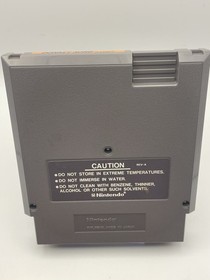 CAUTION REV-A
• DO NOT STORE IN EXTREME TEMPERATURES.
• DO NOT IMMERSE IN WATER.
• DO NOT CLEAN WITH BENZENE, THINNER,
ALCOHOL OR OTHER SUCH SOLVENTS.
Nintendo